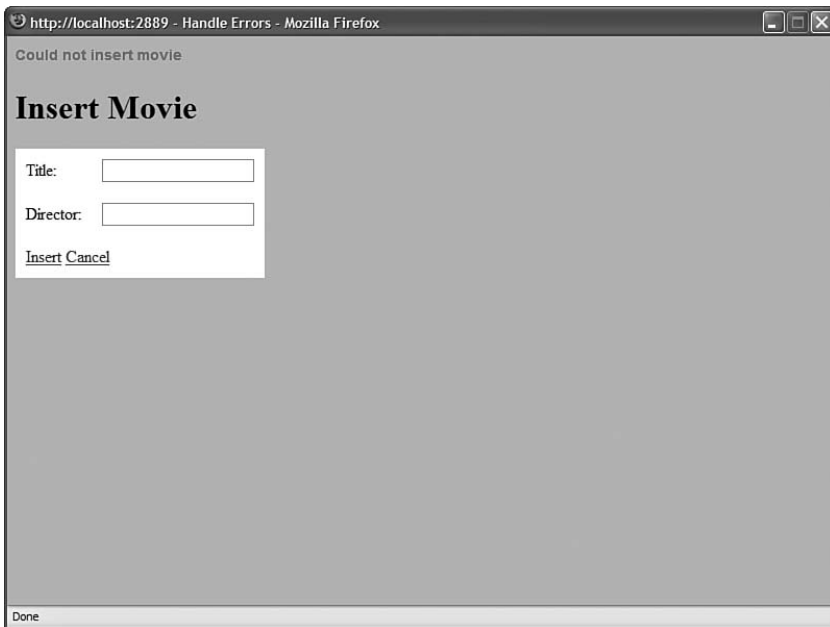 http://localhost:2889 - Handle Errors - Mozilla Firefox
Could not insert movie
Insert Movie
Title:
Director:
Insert Cancel
Done